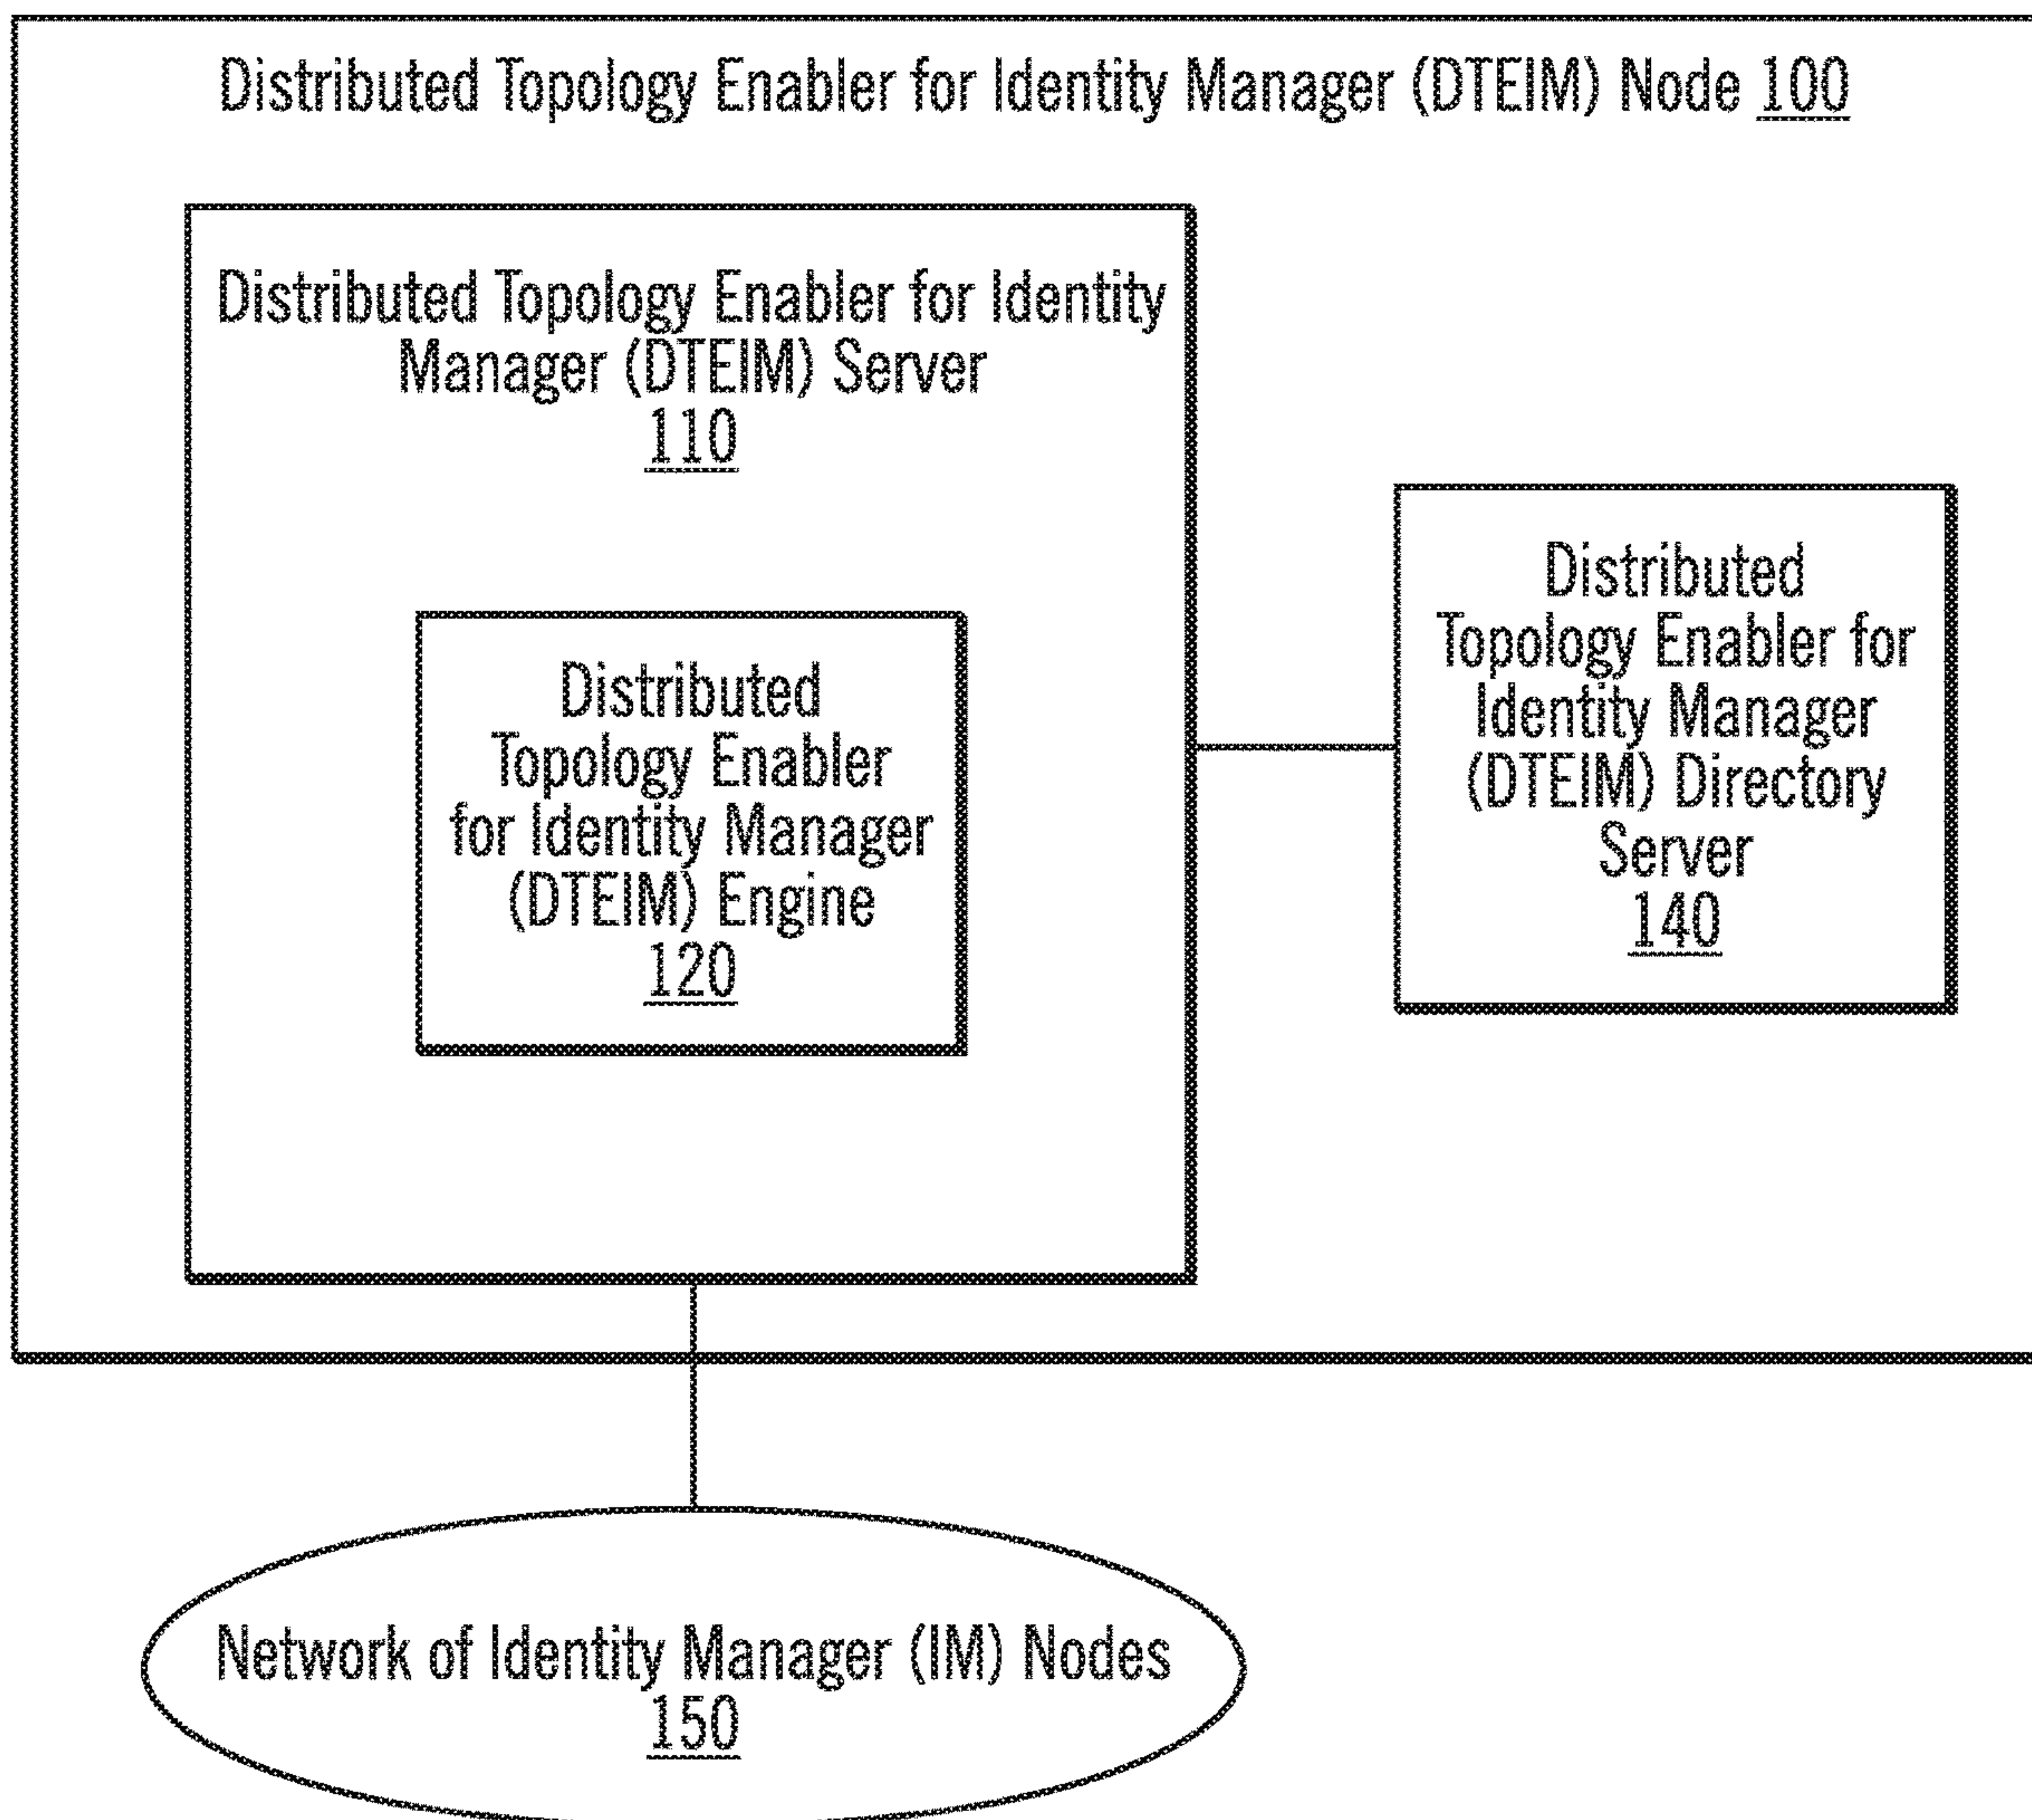 Distributed Topology Enabler for Identity Manager (DTEIM) Node 100
Distributed Topology Enabler for Identity
Manager (DTEIM) Server
110
Distributed
Topology Enabler
for Identity Manager
(DTEIM) Engine
120
Distributed
Topology Enabler for
Identity Manager
(DTEIM) Directory
Server
140
Network of Identity Manager (IM) Nodes
150